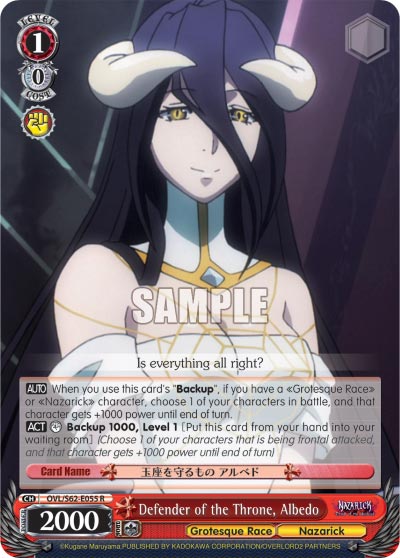 LEVEL
1
0
COST
SAMPLE
Is everything all right?
AUTO When you use this card's "Backup", if you have a «Grotesque Race»
or «Nazarick» character, choose 1 of your characters in battle, and that
character gets +1000 power until end of turn.
ACT Backup 1000, Level 1 [Put this card from your hand into your
waiting room] (Choose 1 of your characters that is being frontal attacked,
and that character gets +1000 power until end of turn)
Card Name 玉座を守るもの アルベド
CH OVL/S62-E055 R
Defender of the Throne, Albedo
NAZARICK
POWER 2000
Grotesque Race
Nazarick
©Kugane Maruyama,PUBLISHED BY KADOKAWA CORPORATION/OVERLORD2 PARTNERS